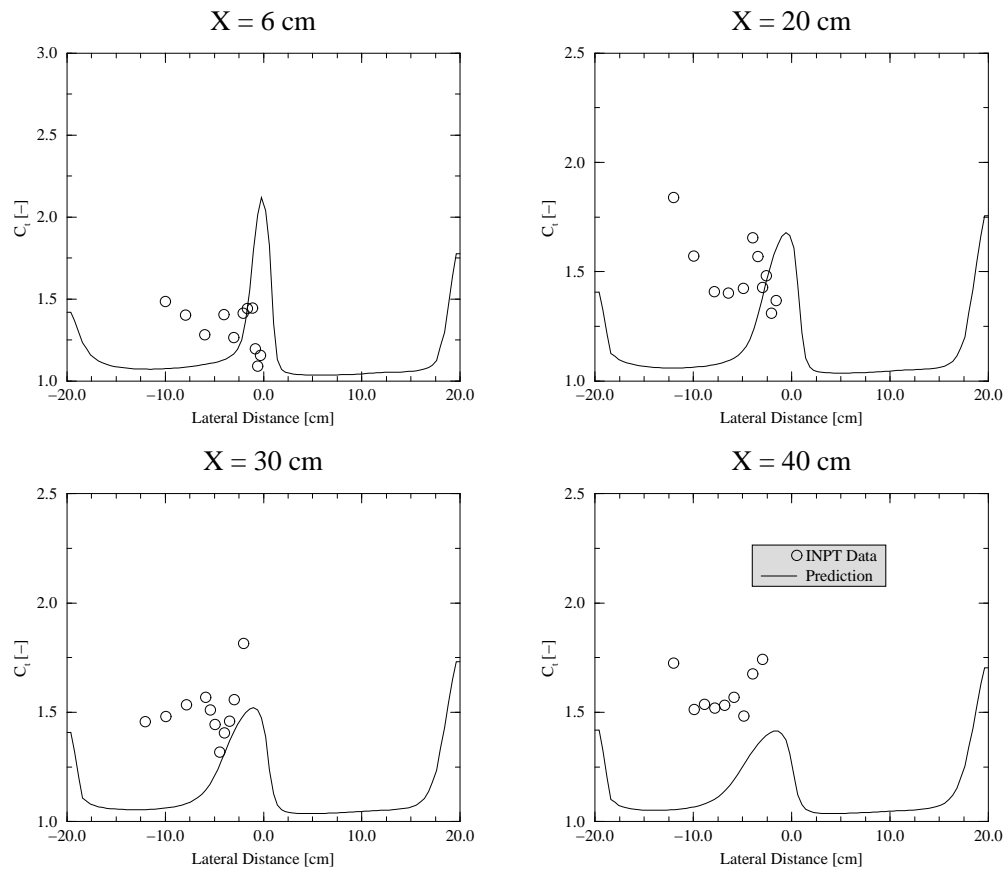 X = 6 cm
3.0
2.5
2.0
1.5
1.0
C_t [−]
−20.0 −10.0 0.0 10.0 20.0
Lateral Distance [cm]
X = 20 cm
2.5
2.0
1.5
1.0
C_t [−]
−20.0 −10.0 0.0 10.0 20.0
Lateral Distance [cm]
X = 30 cm
2.5
2.0
1.5
1.0
C_t [−]
−20.0 −10.0 0.0 10.0 20.0
Lateral Distance [cm]
X = 40 cm
2.5
2.0
1.5
1.0
C_t [−]
INPT Data
Prediction
−20.0 −10.0 0.0 10.0 20.0
Lateral Distance [cm]